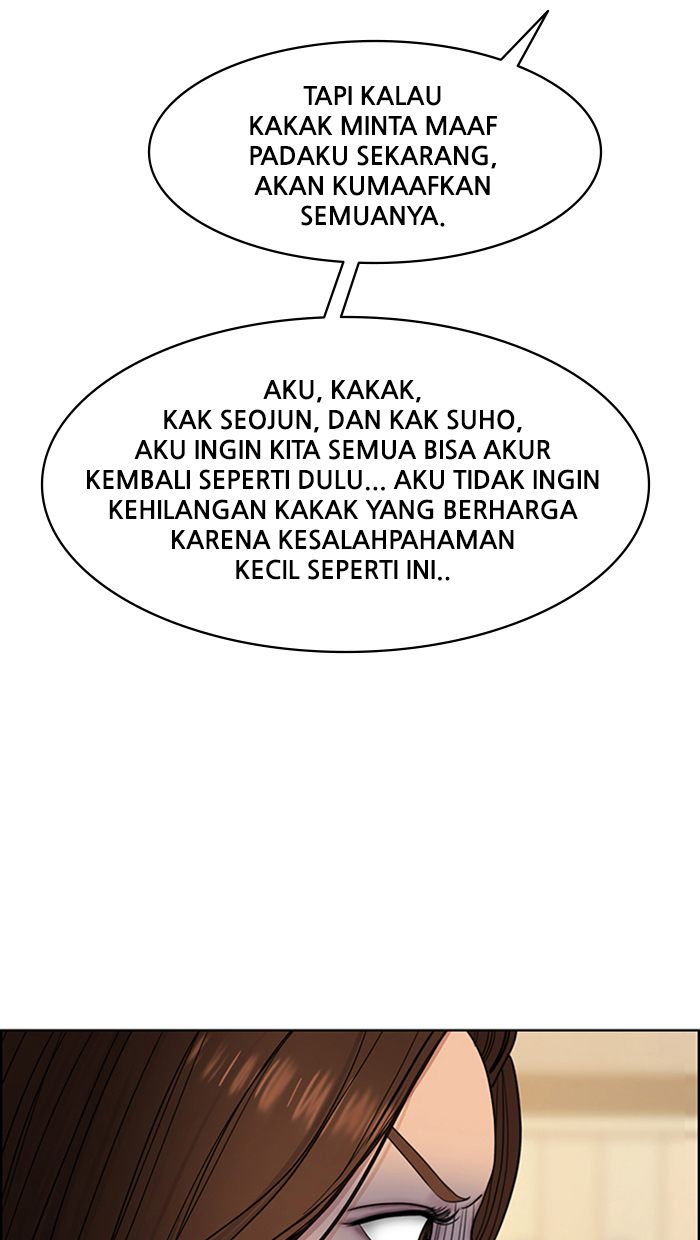 TAPI KALAU
KAKAK MINTA MAAF
PADAKU SEKARANG,
AKAN KUMAAFKAN
SEMUANYA.
AKU, KAKAK,
KAK SEOJUN, DAN KAK SUHO,
AKU INGIN KITA SEMUA BISA AKUR
KEMBALI SEPERTI DULU... AKU TIDAK INGIN
KEHILANGAN KAKAK YANG BERHARGA
KARENA KESALAHPAHAMAN
KECIL SEPERTI INI..